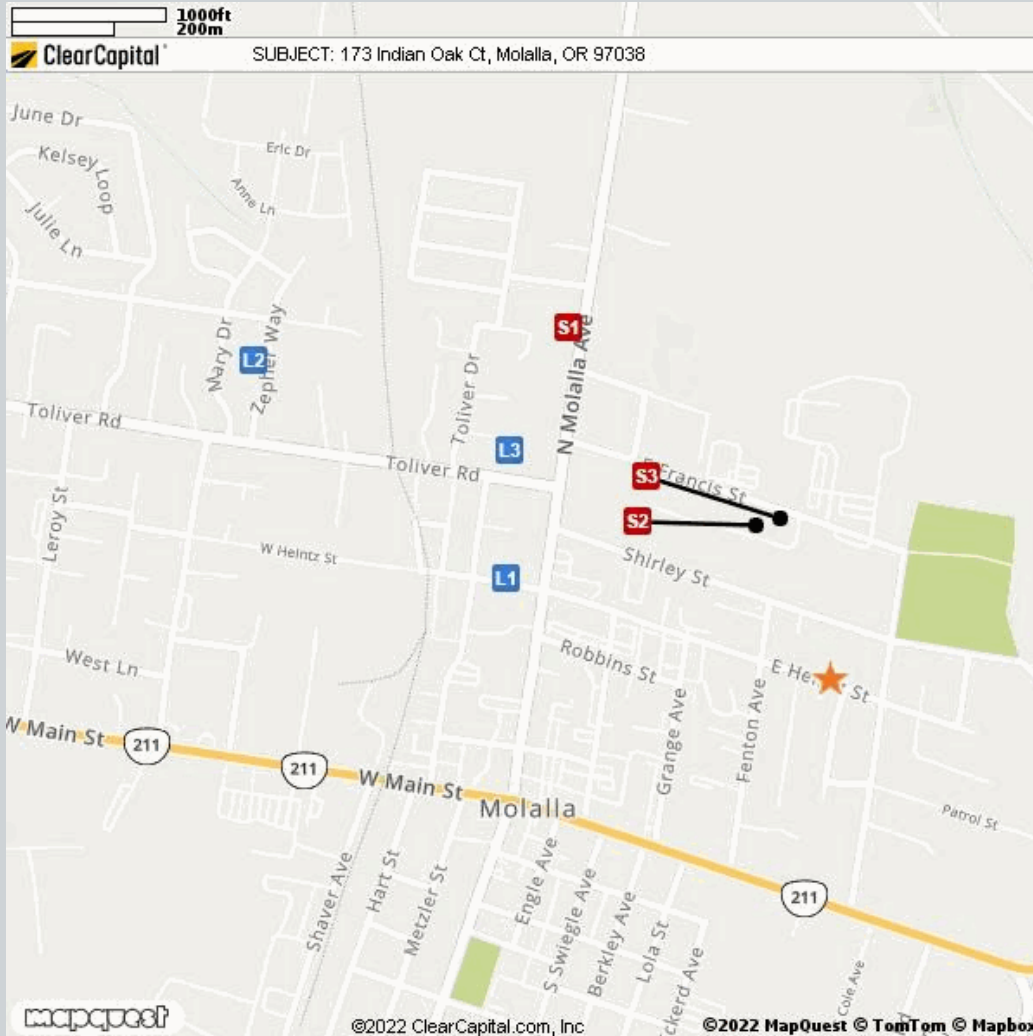 1000ft
200m
ClearCapital
SUBJECT: 173 Indian Oak Ct, Molalla, OR 97038
June Dr
Kelsey Loop
Julie Ln
Eric Dr
Anne Ln
S1
N Molalla Ave
Mary Dr
L2
Zepher Way
Toliver Dr
Toliver Rd
L3
Toliver Rd
S3
E Francis St
S2
Leroy St
W Heintz St
L1
Shirley St
West Ln
Robbins St
E He St
Grange Ave
Fenton Ave
W Main St
211
211
W Main St
Molalla
Patrol St
211
Shaver Ave
Hart St
Metzler St
Engle Ave
S Swiegle Ave
Berkley Ave
Lola St
ckerd Ave
Cole Ave
mapquest
©2022 ClearCapital.com, Inc
©2022 MapQuest © TomTom © Mapbo